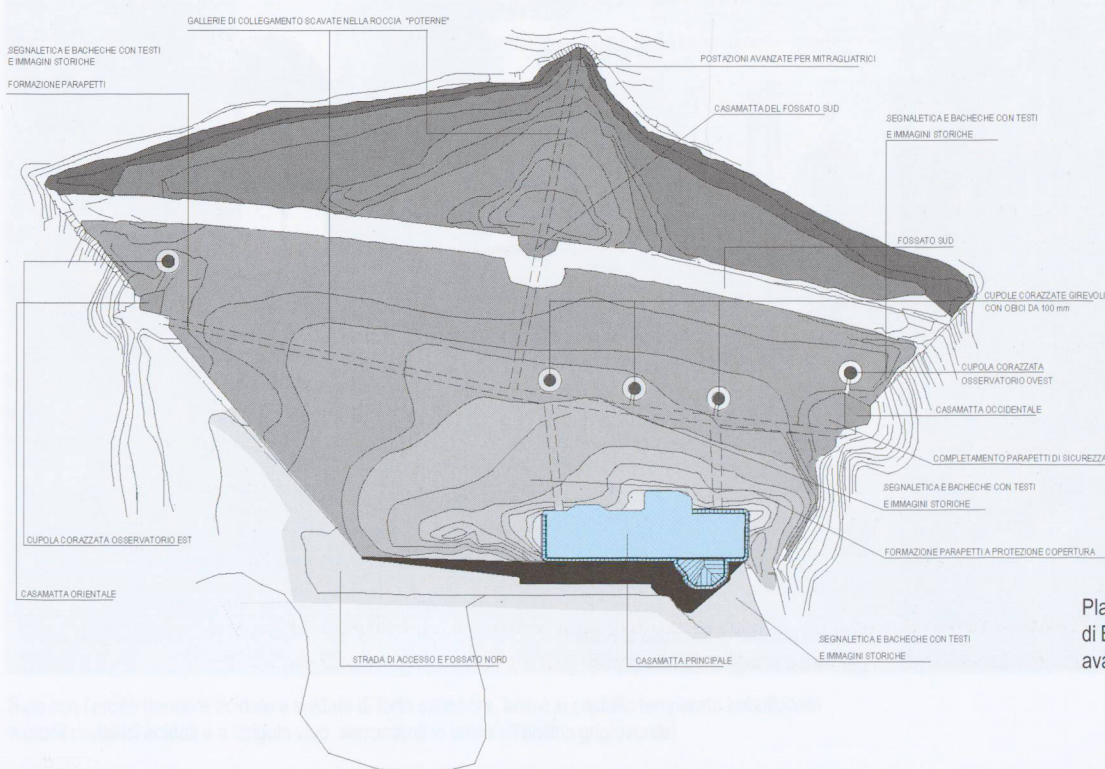 GALLERIE DI COLLEGAMENTO SCAVATE NELLA ROCCIA "POTERNE"
SEGNALETICA E BACHECHE CON TESTI
E IMMAGINI STORICHE
FORMAZIONE PARAPETTI
POSTAZIONI AVANZATE PER MITRAGLIATRICI
CASAMATTA DEL FOSSATO SUD
SEGNALETICA E BACHECHE CON TESTI
E IMMAGINI STORICHE
FOSSATO SUD
CUPOLE CORAZZATE GIREVOLI
CON OBICI DA 100 mm
CUPOLA CORAZZATA
OSSERVATORIO OVEST
CASAMATTA OCCIDENTALE
COMPLETAMENTO PARAPETTI DI SICUREZZA
SEGNALETICA E BACHECHE CON TESTI
E IMMAGINI STORICHE
FORMAZIONE PARAPETTI A PROTEZIONE COPERTURA
CUPOLA CORAZZATA OSSERVATORIO EST
CASAMATTA ORIENTALE
STRADA DI ACCESSO E FOSSATO NORD
CASAMATTA PRINCIPALE
SEGNALETICA E BACHECHE CON TESTI
E IMMAGINI STORICHE
Pla
di
ava